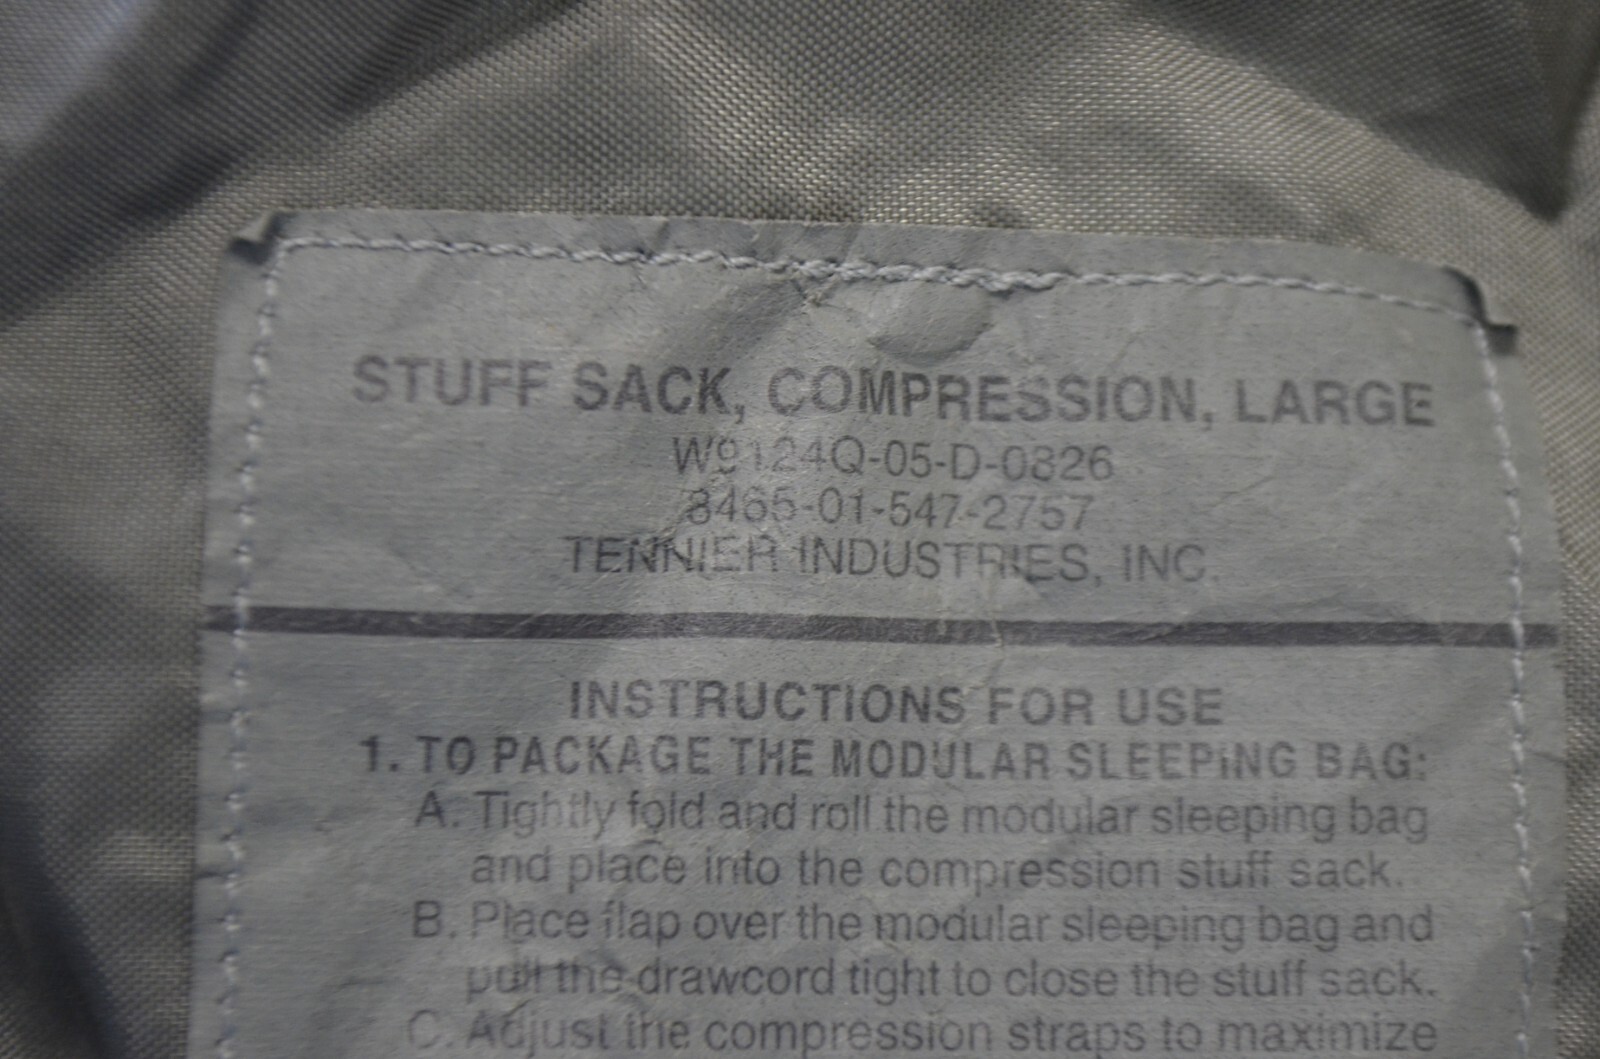 STUFF SACK, COMPRESSION, LARGE
W9124Q-05-D-0826
8465-01-547-2757
TENNIER INDUSTRIES, INC.
INSTRUCTIONS FOR USE
1. TO PACKAGE THE MODULAR SLEEPING BAG:
A. Tightly fold and roll the modular sleeping bag
and place into the compression stuff sack.
B. Place flap over the modular sleeping bag and
pull the drawcord tight to close the stuff sack.
C. Adjust the compression straps to maximize